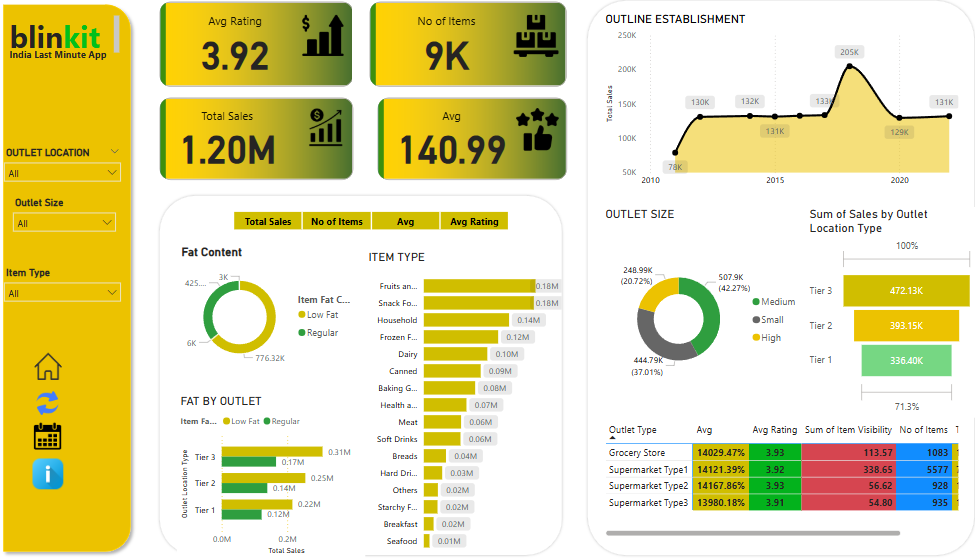 blinkit
India Last Minute App
OUTLET LOCATION
All
Outlet Size
All
Item Type
All
Avg Rating
3.92
No of Items
9K
Total Sales
1.20M
Avg
140.99
Total Sales
No of Items
Avg
Avg Rating
Fat Content
3K
425....
6K
776.32K
Item Fat C...
Low Fat
Regular
FAT BY OUTLET
Item Fa...
Low Fat
Regular
Outlet Location Type
Tier 3
0.31M
0.17M
Tier 2
0.25M
0.14M
Tier 1
0.22M
0.12M
0.0M
0.2M
Total Sales
ITEM TYPE
Fruits an...
0.18M
Snack Fo...
0.18M
Household
0.14M
Frozen F...
0.12M
Dairy
0.10M
Canned
0.09M
Baking G...
0.08M
Health a...
0.07M
Meat
0.06M
Soft Drinks
0.06M
Breads
0.04M
Hard Dri...
0.03M
Others
0.02M
Starchy F...
0.02M
Breakfast
0.02M
Seafood
0.01M
OUTLINE ESTABLISHMENT
Total Sales
250K
200K
150K
100K
50K
78K
130K
132K
131K
133K
205K
129K
131K
2010
2015
2020
OUTLET SIZE
248.99K
(20.72%)
507.9K
(42.27%)
444.79K
(37.01%)
Medium
Small
High
Sum of Sales by Outlet
Location Type
100%
Tier 3
472.13K
Tier 2
393.15K
Tier 1
336.40K
71.3%
Outlet Type Avg Avg Rating Sum of Item Visibility No of Items
Grocery Store 14029.47% 3.93 113.57 1083
Supermarket Type1 14121.39% 3.92 338.65 5577
Supermarket Type2 14167.86% 3.93 56.62 928
Supermarket Type3 13980.18% 3.91 54.80 935